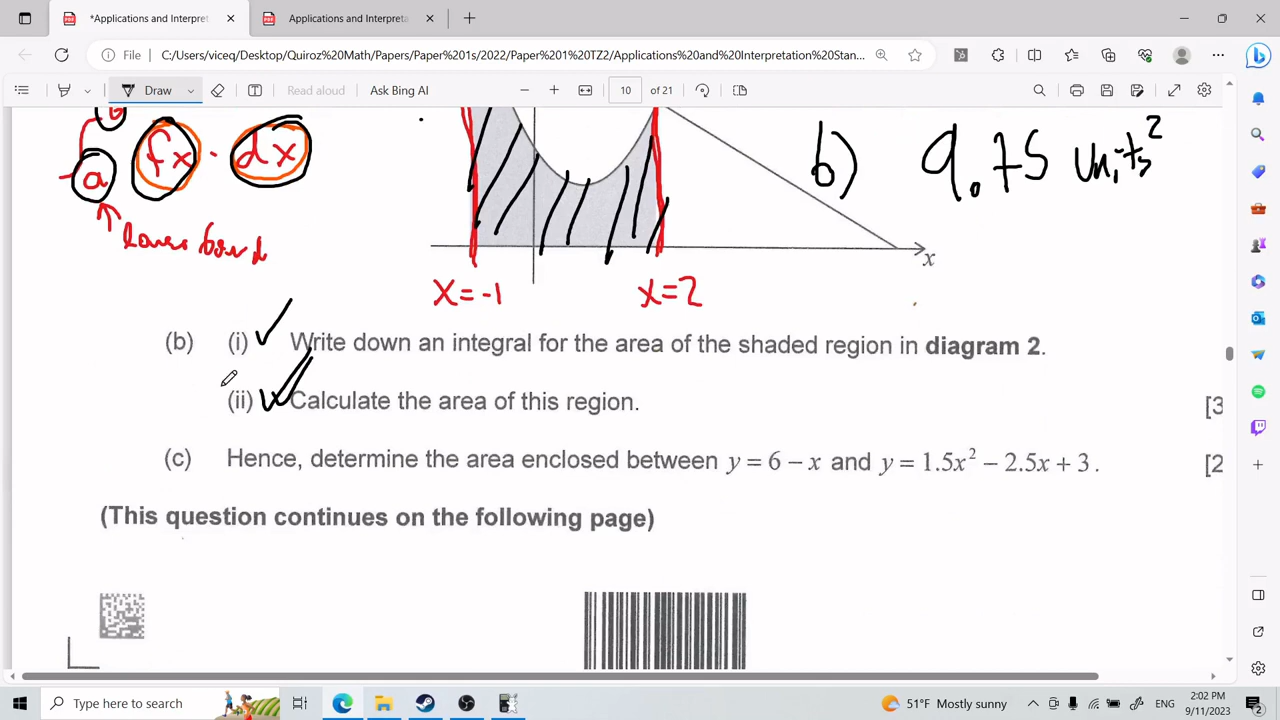 *Applications and Interpret
Applications and Interpreta
File
C:/Users/viceq/Desktop/Quiroz%20Math/Papers/Paper%201s/2022/Paper%201%20TZ2/Applications%20and%20Interpretation%20Stan...
Draw
Read aloud
Ask Bing AI
10 of 21
a fx · dx
lower bound
b) 9.75 units²
x
X=-1 x=2
(b) (i) Write down an integral for the area of the shaded region in diagram 2.
(ii) Calculate the area of this region. [3
(c) Hence, determine the area enclosed between y = 6 − x and y = 1.5x² − 2.5x + 3. [2
(This question continues on the following page)
Type here to search
51°F Mostly sunny
ENG
2:02 PM
9/11/2023
2